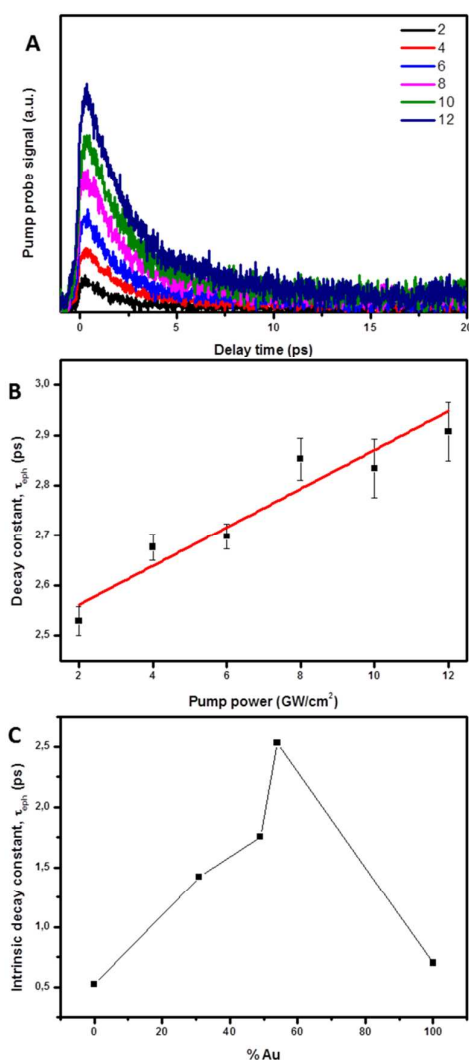 A
2
4
6
8
10
12
Pump probe signal (a.u.)
0 5 10 15 20
Delay time (ps)
B
3,0
2,9
2,8
2,7
2,6
2,5
Decay constant, τeph (ps)
2 4 6 8 10 12
Pump power (GW/cm²)
C
2,5
2,0
1,5
1,0
0,5
Intrinsic decay constant, τeph (ps)
0 20 40 60 80 100
% Au